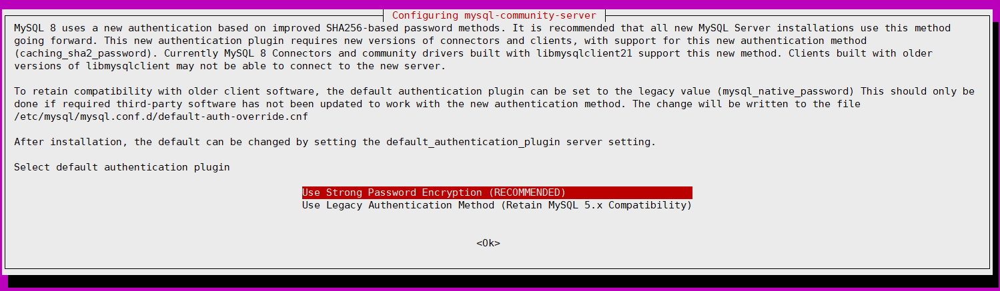 Configuring mysql-community-server
MySQL 8 uses a new authentication based on improved SHA256-based password methods. It is recommended that all new MySQL Server installations use this method
going forward. This new authentication plugin requires new versions of connectors and clients, with support for this new authentication method
(caching_sha2_password). Currently MySQL 8 Connectors and community drivers built with libmysqlclient21 support this new method. Clients built with older
versions of libmysqlclient may not be able to connect to the new server.
To retain compatibility with older client software, the default authentication plugin can be set to the legacy value (mysql_native_password) This should only be
done if required third-party software has not been updated to work with the new authentication method. The change will be written to the file
/etc/mysql/mysql.conf.d/default-auth-override.cnf
After installation, the default can be changed by setting the default_authentication_plugin server setting.
Select default authentication plugin
Use Strong Password Encryption (RECOMMENDED)
Use Legacy Authentication Method (Retain MySQL 5.x Compatibility)
<Ok>